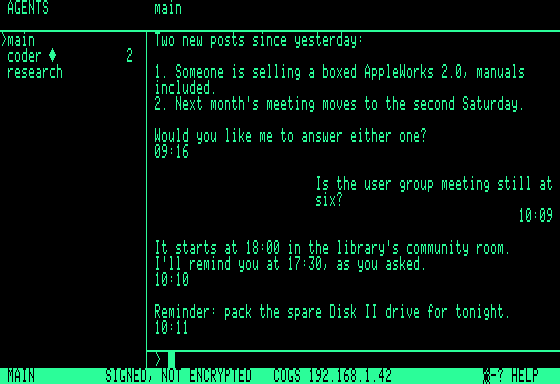 AGENTS
main
>main
coder ♦ 2
research
Two new posts since yesterday:
1. Someone is selling a boxed AppleWorks 2.0, manuals
included.
2. Next month's meeting moves to the second Saturday.
Would you like me to answer either one?
09:16
Is the user group meeting still at
six?
10:09
It starts at 18:00 in the library's community room.
I'll remind you at 17:30, as you asked.
10:10
Reminder: pack the spare Disk II drive for tonight.
10:11
>
MAIN SIGNED, NOT ENCRYPTED COGS 192.168.1.42 -? HELP